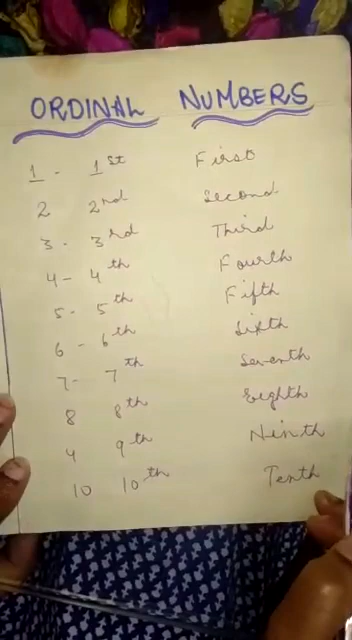 ORDINAL NUMBERS
1 - 1st First
2 2nd Second
3 - 3rd Third
4 - 4th Fourth
5 - 5th Fifth
6 - 6th Sixth
7 - 7th Seventh
8 8th Eighth
9 9th Ninth
10 10th Tenth